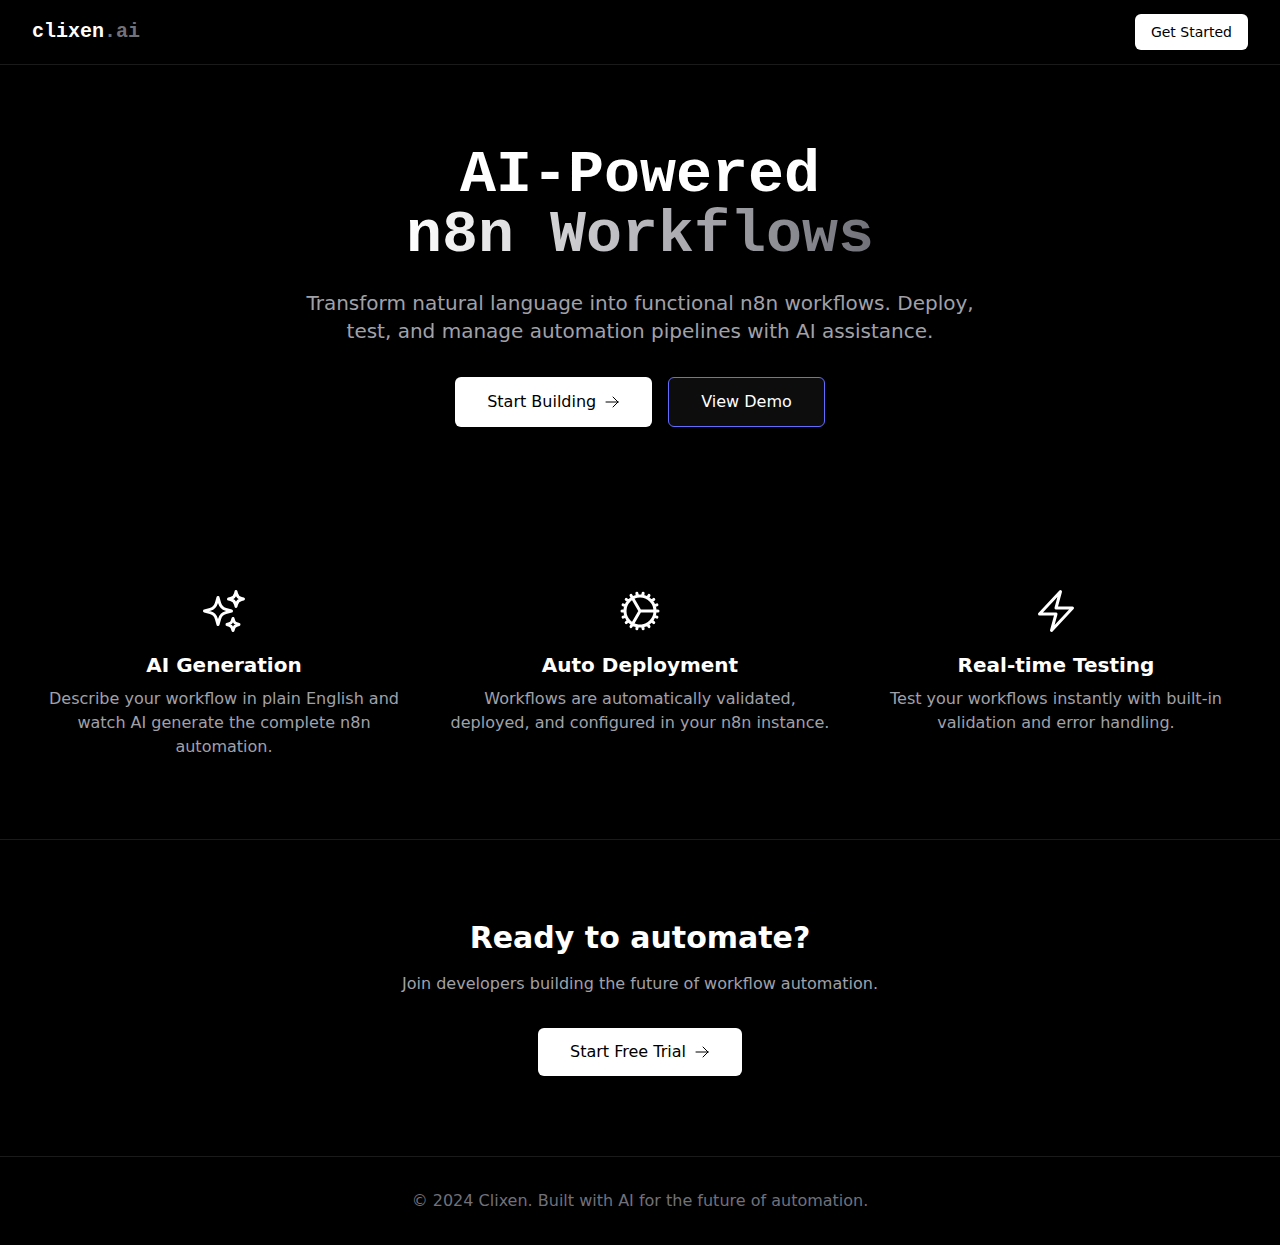 clixen.ai
Get Started
AI-Powered
n8n Workflows
Transform natural language into functional n8n workflows. Deploy,
test, and manage automation pipelines with AI assistance.
Start Building
View Demo
AI Generation
Describe your workflow in plain English and
watch AI generate the complete n8n
automation.
Auto Deployment
Workflows are automatically validated,
deployed, and configured in your n8n instance.
Real-time Testing
Test your workflows instantly with built-in
validation and error handling.
Ready to automate?
Join developers building the future of workflow automation.
Start Free Trial
© 2024 Clixen. Built with AI for the future of automation.